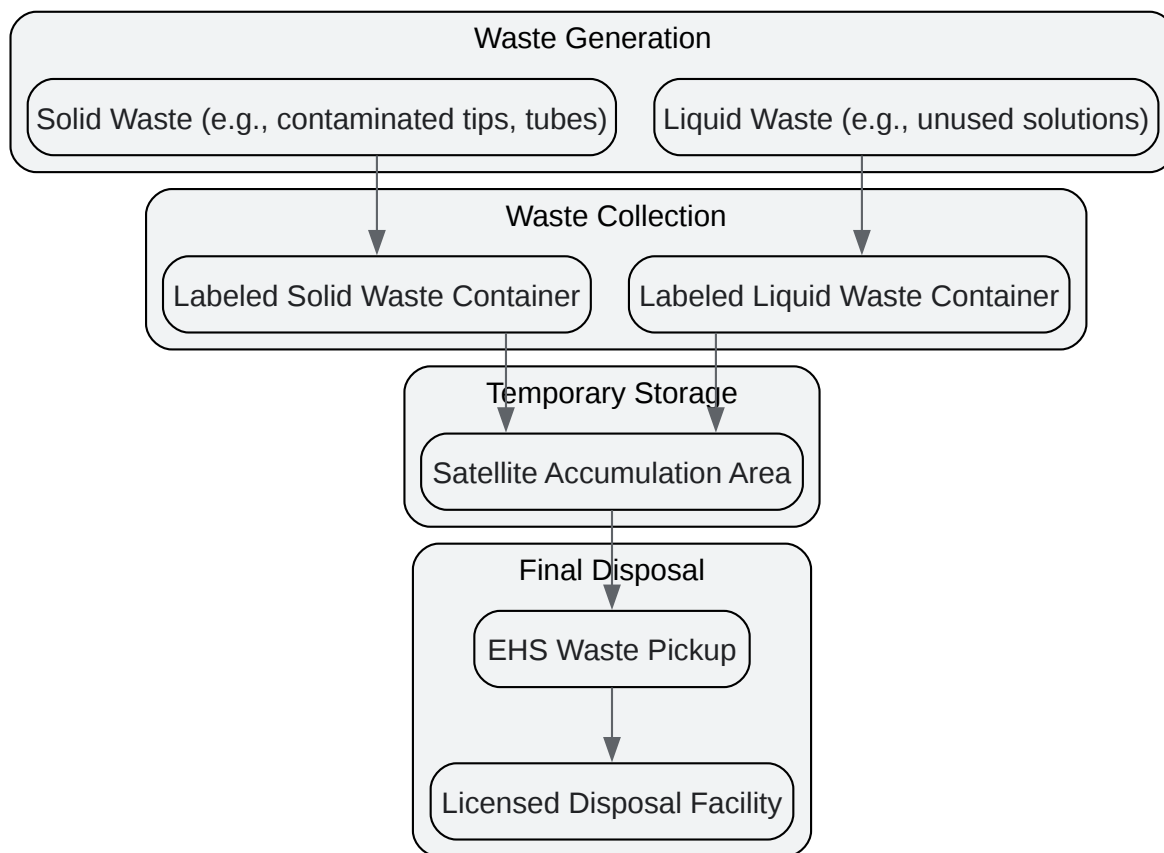 Waste Generation
Solid Waste (e.g., contaminated tips, tubes)
Liquid Waste (e.g., unused solutions)
Waste Collection
Labeled Solid Waste Container
Labeled Liquid Waste Container
Temporary Storage
Satellite Accumulation Area
Final Disposal
EHS Waste Pickup
Licensed Disposal Facility